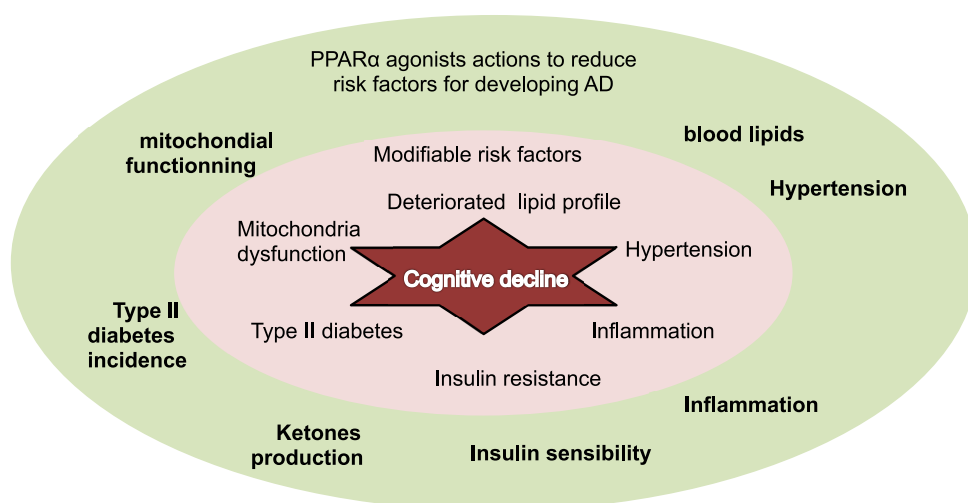 PPARα agonists actions to reduce
risk factors for developing AD
mitochondial
functionning
blood lipids
Hypertension
Modifiable risk factors
Deteriorated lipid profile
Mitochondria
dysfunction
Hypertension
Cognitive decline
Type II diabetes
Inflammation
Insulin resistance
Type II
diabetes
incidence
Inflammation
Ketones
production
Insulin sensibility